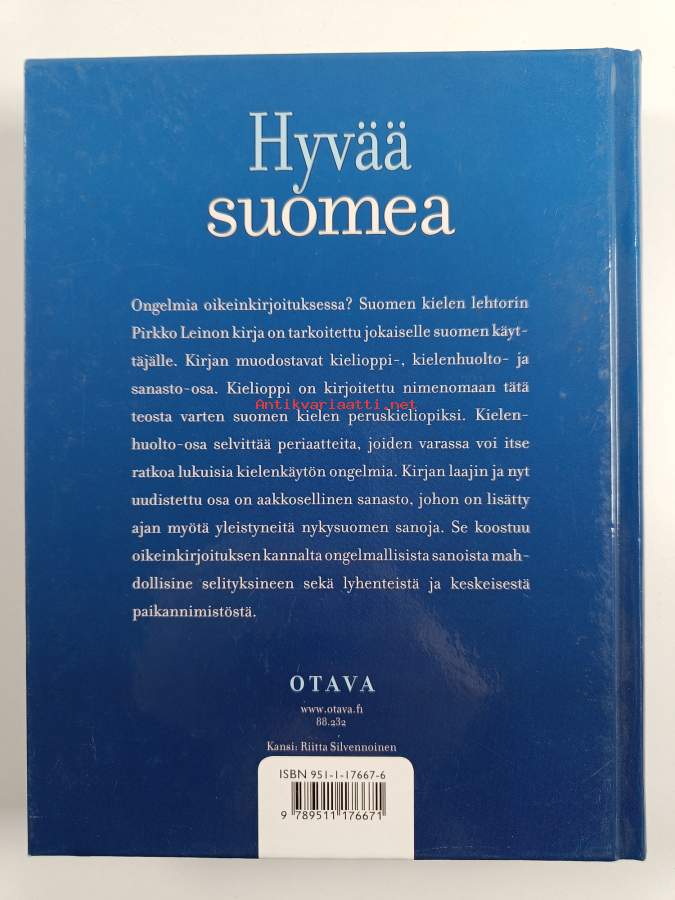 Hyvää
suomea
Ongelmia oikeinkirjoituksessa? Suomen kielen lehtorin
Pirkko Leinon kirja on tarkoitettu jokaiselle suomen käyt-
täjälle. Kirjan muodostavat kielioppi-, kielenhuolto- ja
sanasto-osa. Kielioppi on kirjoitettu nimenomaan tätä
Antikvariaatti.net
teosta varten suomen kielen peruskieliopiksi. Kielen-
huolto-osa selvittää periaatteita, joiden varassa voi itse
ratkoa lukuisia kielenkäytön ongelmia. Kirjan laajin ja nyt
uudistettu osa on aakkosellinen sanasto, johon on lisätty
ajan myötä yleistyneitä nykysuomen sanoja. Se koostuu
oikeinkirjoituksen kannalta ongelmallisista sanoista mah-
dollisine selityksineen sekä lyhenteistä ja keskeisestä
paikannimistöstä.
OTAVA
www.otava.fi
88.232
Kansi: Riitta Silvennoinen
ISBN 951-1-17667-6
9 789511 176671